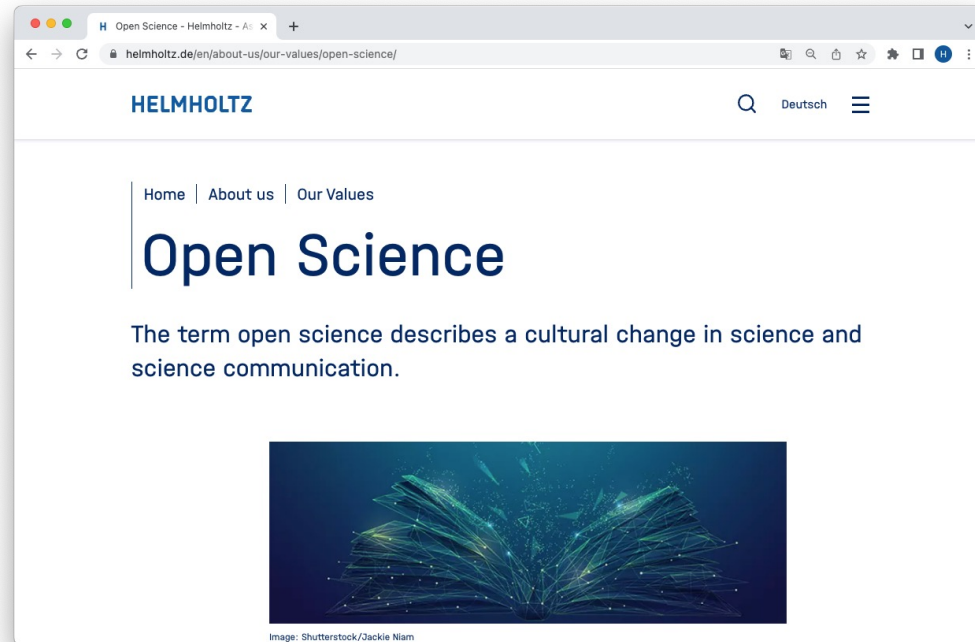 H Open Science - Helmholtz - As
helmholtz.de/en/about-us/our-values/open-science/
H
HELMHOLTZ
Deutsch
Home | About us | Our Values
Open Science
The term open science describes a cultural change in science and
science communication.
Image: Shutterstock/Jackie Niam